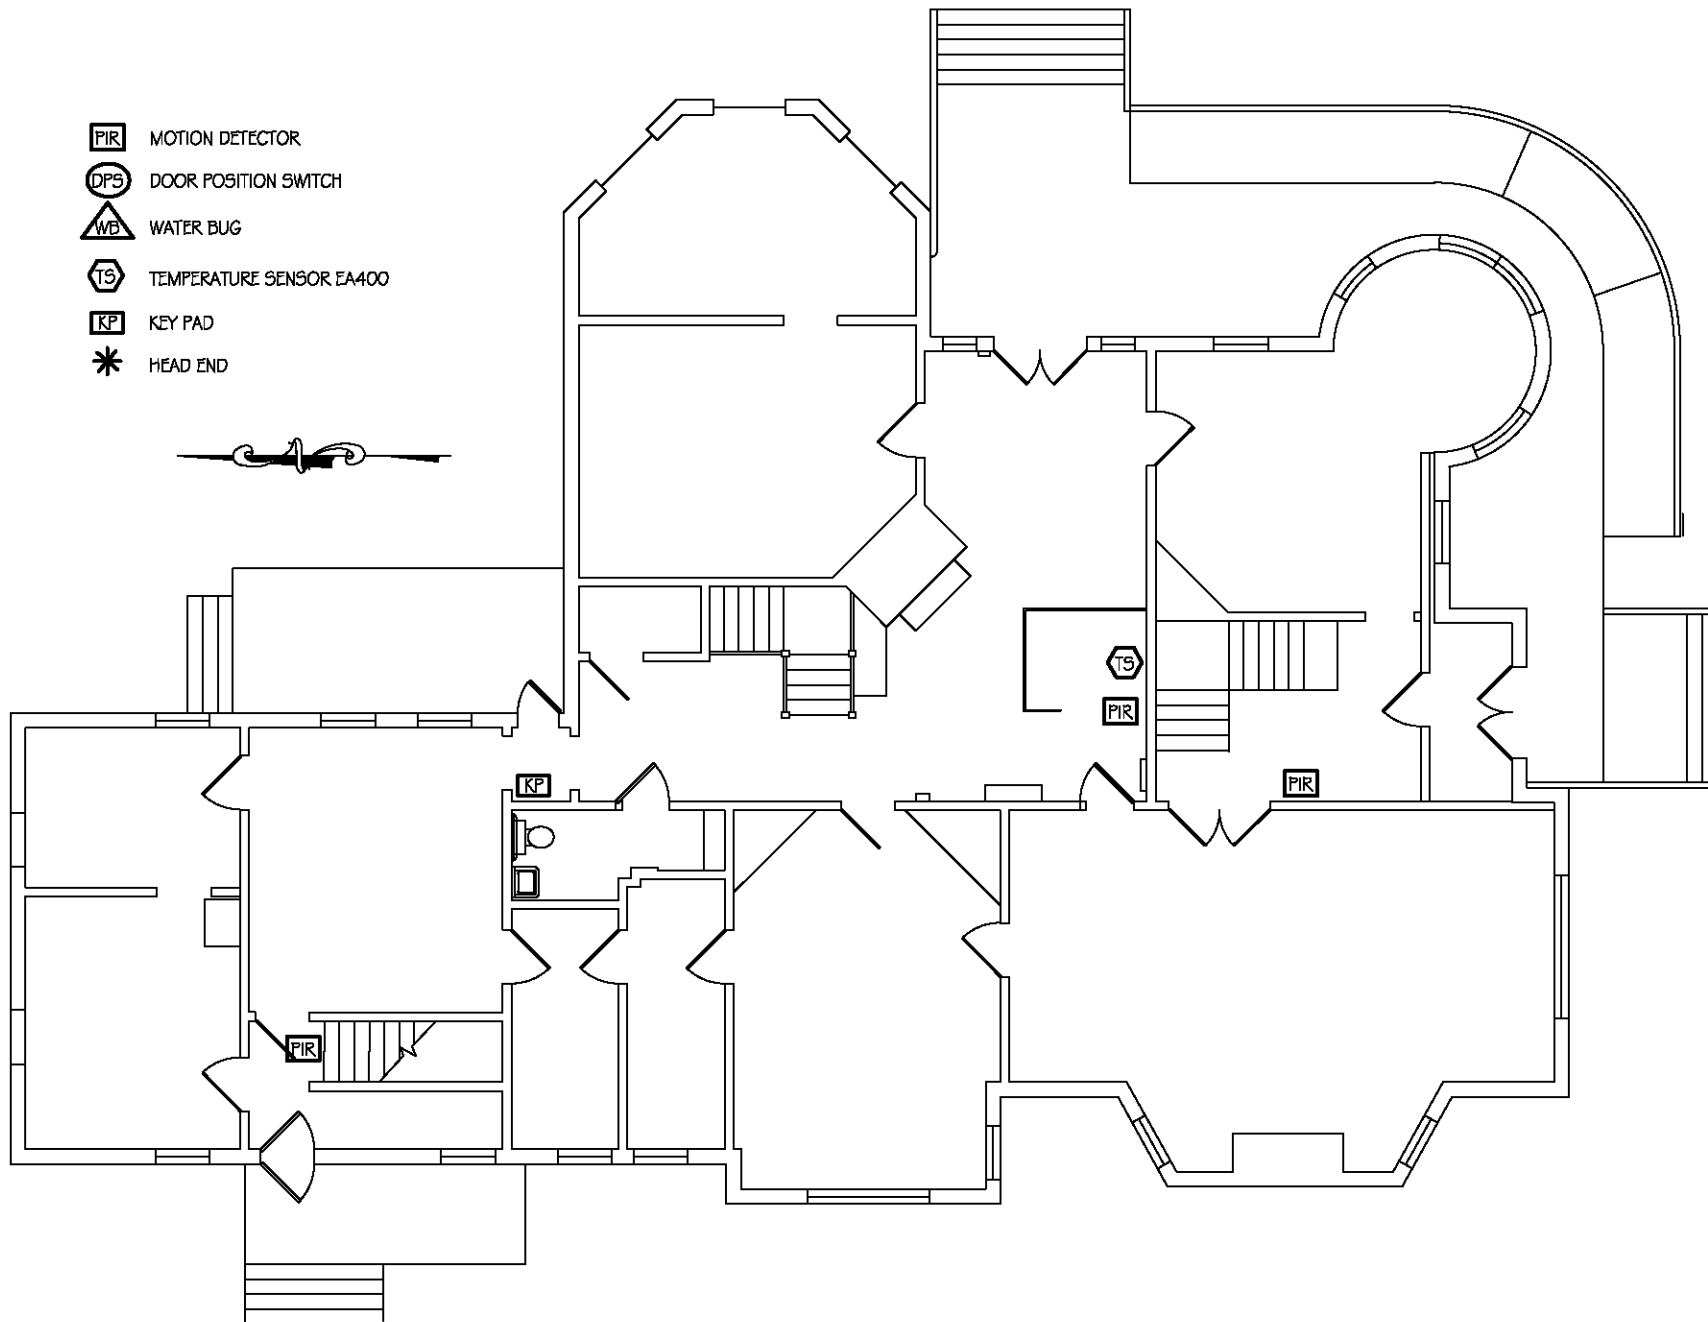 PIR MOTION DETECTOR
DPS DOOR POSITION SWITCH
WB WATER BUG
TS TEMPERATURE SENSOR EA400
KP KEY PAD
HEAD END
N
TS
PIR
PIR
KP
PIR